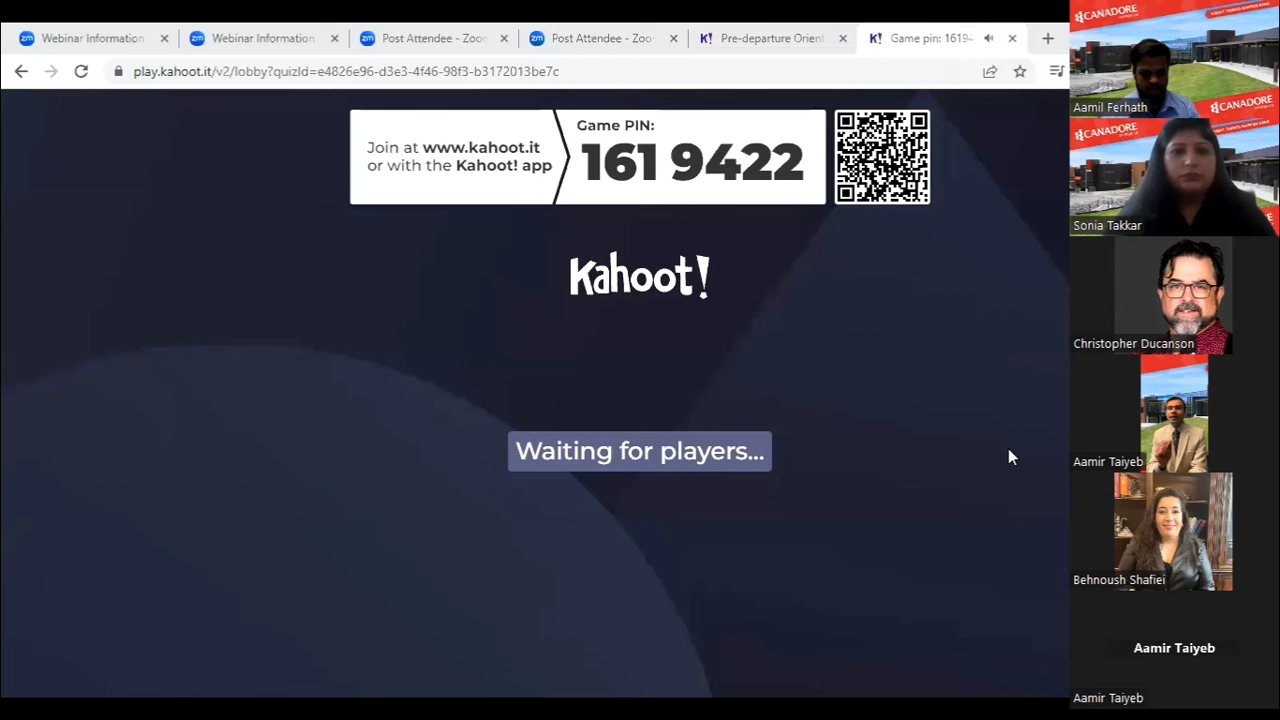 Webinar Information
Webinar Information
Post Attendee - Zoo
Post Attendee - Zoo
Pre-departure Orient
Game pin: 1619
play.kahoot.it/v2/lobby?quizId=e4826e96-d3e3-4f46-98f3-b3172013be7c
Join at www.kahoot.it
or with the Kahoot! app
Game PIN:
161 9422
Kahoot!
Waiting for players...
CANADORE
Aamil Ferhath
CANADORE
CANADORE
Sonia Takkar
Christopher Ducanson
Aamir Taiyeb
Behnoush Shafiei
Aamir Taiyeb
Aamir Taiyeb